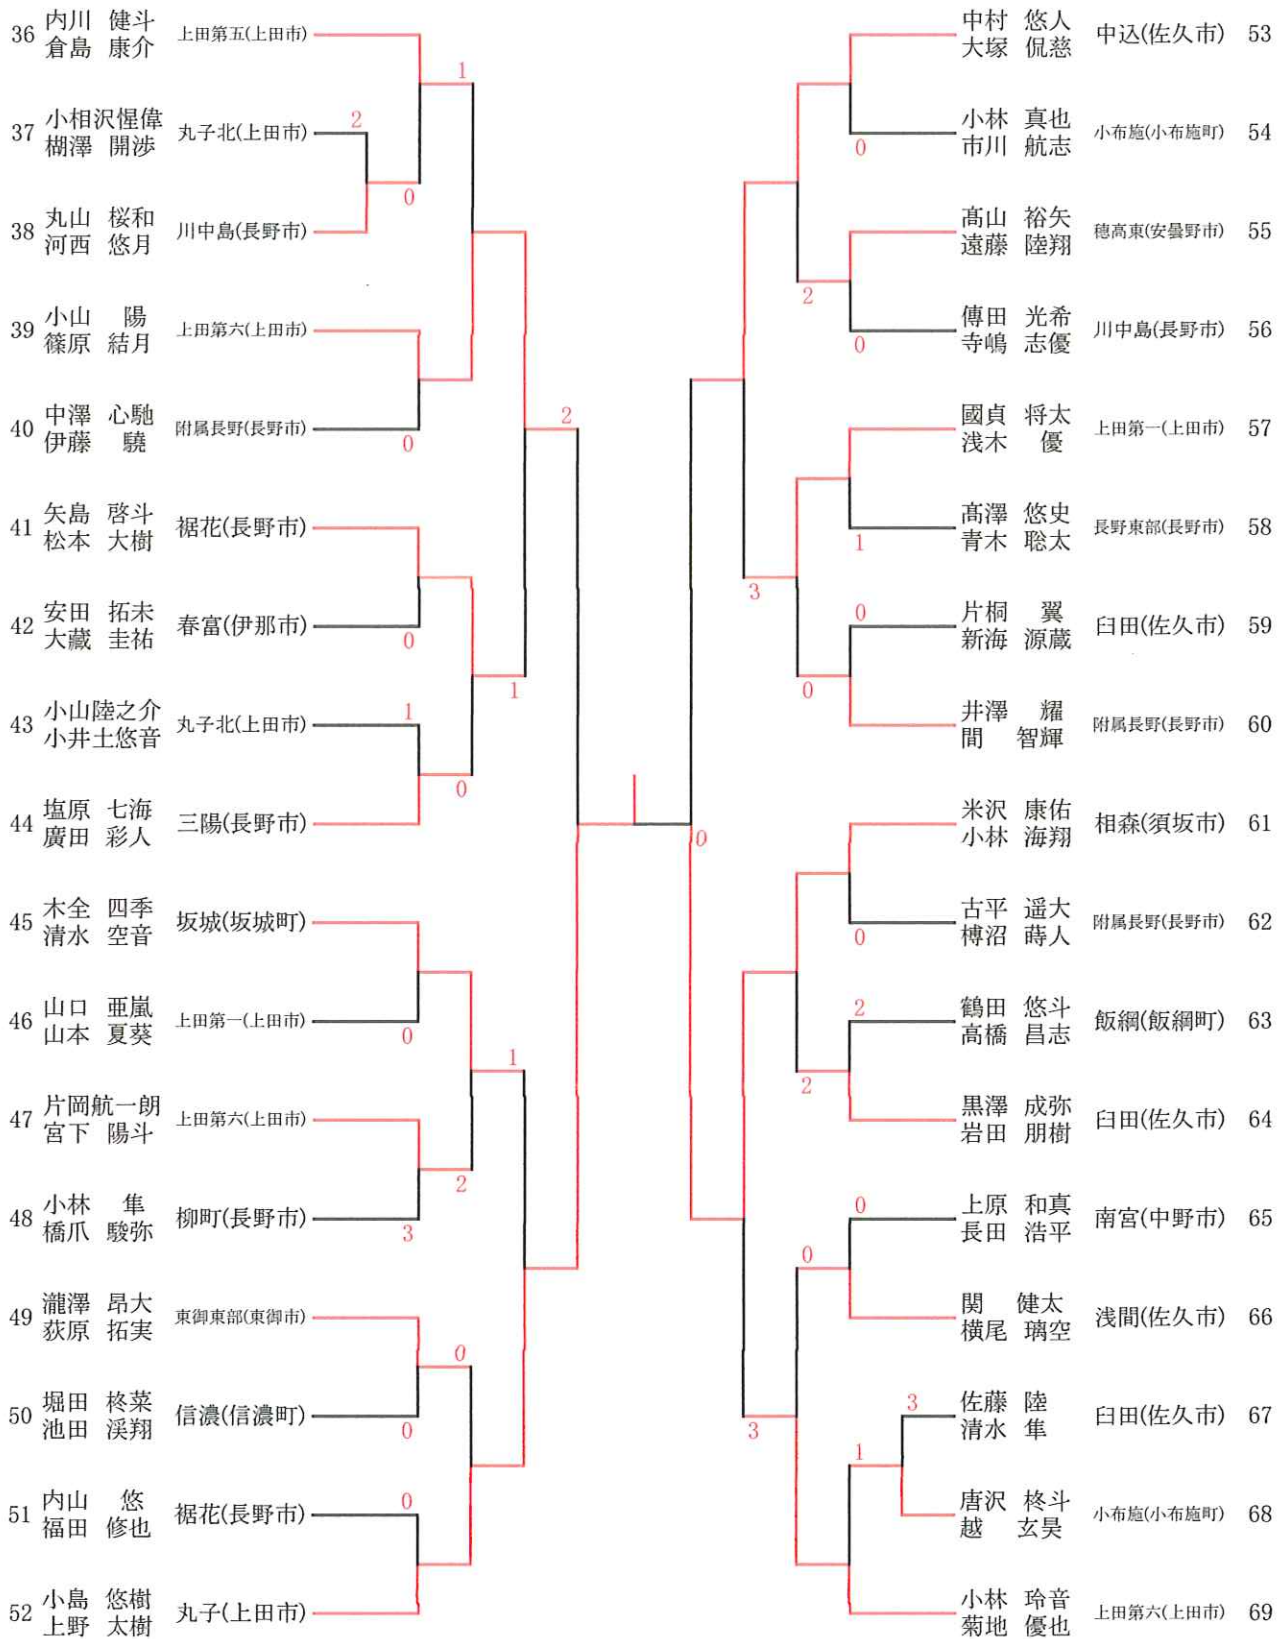 36 内川 健斗 上田第五(上田市)
倉島 康介
1
37 小相沢惺偉 丸子北(上田市) 2
楜澤 開渉
0
38 丸山 桜和 川中島(長野市)
河西 悠月
39 小山 陽 上田第六(上田市)
篠原 結月
40 中澤 心馳 附属長野(長野市) 0
伊藤 驍
2
41 矢島 啓斗 裾花(長野市)
松本 大樹
42 安田 拓未 春富(伊那市) 0
大蔵 圭祐
1
43 小山陸之介 丸子北(上田市) 1
小井土悠音
0
44 塩原 七海 三陽(長野市)
廣田 彩人
45 木全 四季 坂城(坂城町)
清水 空音
46 山口 亜嵐 上田第一(上田市) 0
山本 夏葵
1
47 片岡航一朗 上田第六(上田市)
宮下 陽斗
2
48 小林 隼 柳町(長野市) 3
橋爪 駿弥
49 瀧澤 昂大 東御東部(東御市)
荻原 拓実
0
50 堀田 柊菜 信濃(信濃町) 0
池田 渓翔
51 内山 悠 裾花(長野市) 0
福田 修也
52 小島 悠樹 丸子(上田市)
上野 太樹
0
中村 悠人 中込(佐久市) 53
大塚 侃慈
0 小林 真也 小布施(小布施町) 54
市川 航志
髙山 裕矢 穂高東(安曇野市) 55
遠藤 陸翔
2
0 傳田 光希 川中島(長野市) 56
寺嶋 志優
國貞 将太 上田第一(上田市) 57
浅木 優
1 髙澤 悠史 長野東部(長野市) 58
青木 聡太
3
0 片桐 翼 臼田(佐久市) 59
新海 源蔵
0
井澤 耀 附属長野(長野市) 60
間 智輝
米沢 康佑 相森(須坂市) 61
小林 海翔
0 古平 遥大 附属長野(長野市) 62
樽沼 蒔人
2 鶴田 悠斗 飯綱(飯綱町) 63
高橋 昌志
2
黒澤 成弥 臼田(佐久市) 64
岩田 朋樹
0 上原 和真 南宮(中野市) 65
長田 浩平
0
関 健太 浅間(佐久市) 66
横尾 璃空
3 佐藤 陸 臼田(佐久市) 67
清水 隼
3
1
唐沢 柊斗 小布施(小布施町) 68
越 玄昊
小林 玲音 上田第六(上田市) 69
菊地 優也